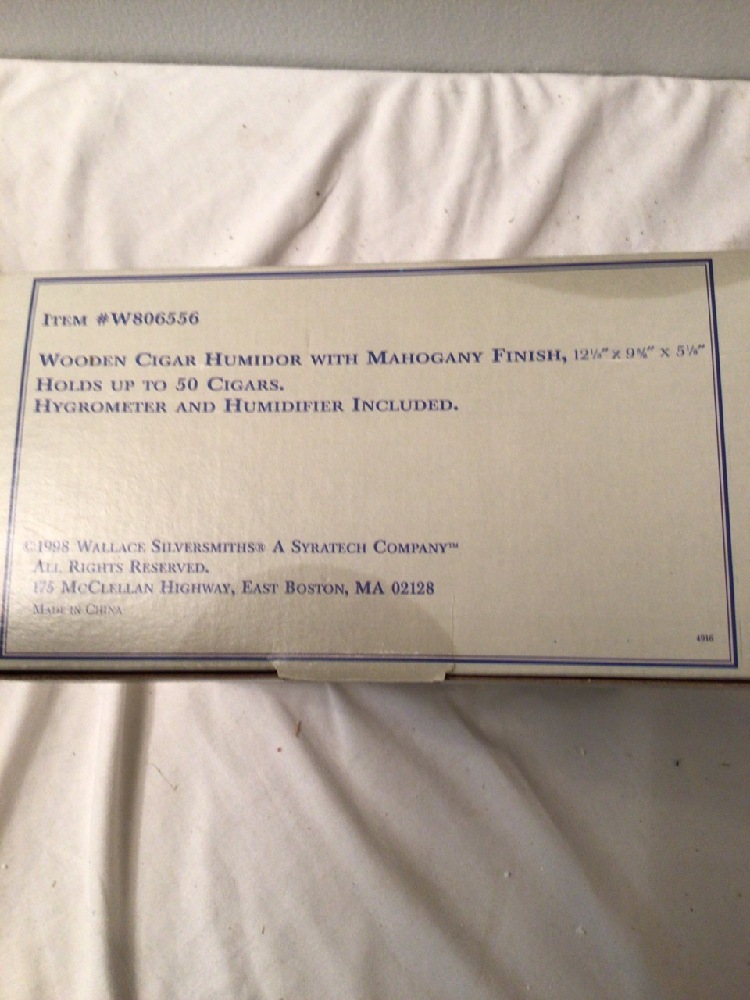 ITEM #W806556
WOODEN CIGAR HUMIDOR WITH MAHOGANY FINISH, 12⅛" x 9⅝" x 5⅛"
HOLDS UP TO 50 CIGARS.
HYGROMETER AND HUMIDIFIER INCLUDED.
©1998 WALLACE SILVERSMITHS® A SYRATECH COMPANY™
ALL RIGHTS RESERVED.
175 MCCLELLAN HIGHWAY, EAST BOSTON, MA 02128
MADE IN CHINA